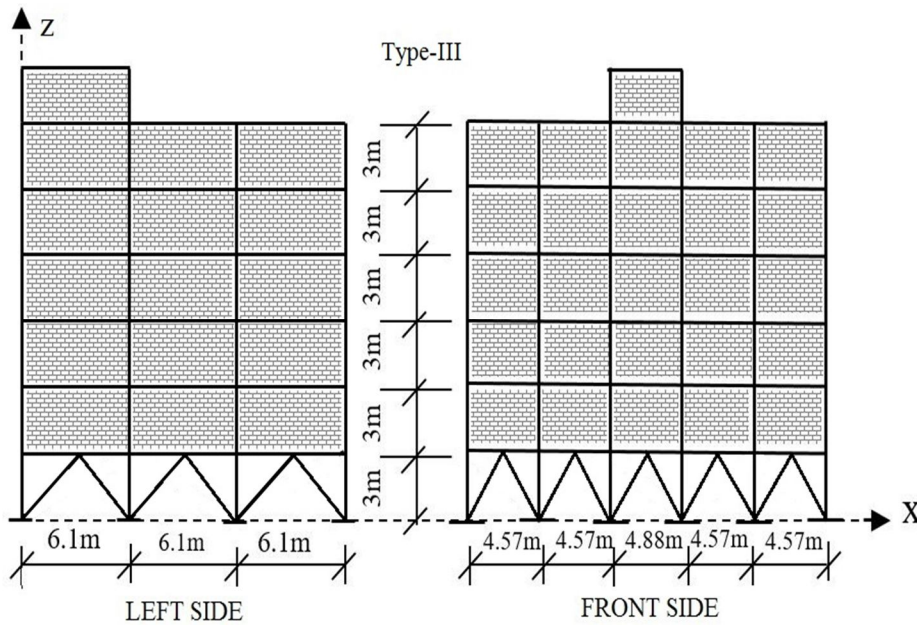 Z
Type-III
3m
3m
3m
3m
3m
3m
X
6.1m 6.1m 6.1m
4.57m 4.57m 4.88m 4.57m 4.57m
LEFT SIDE
FRONT SIDE